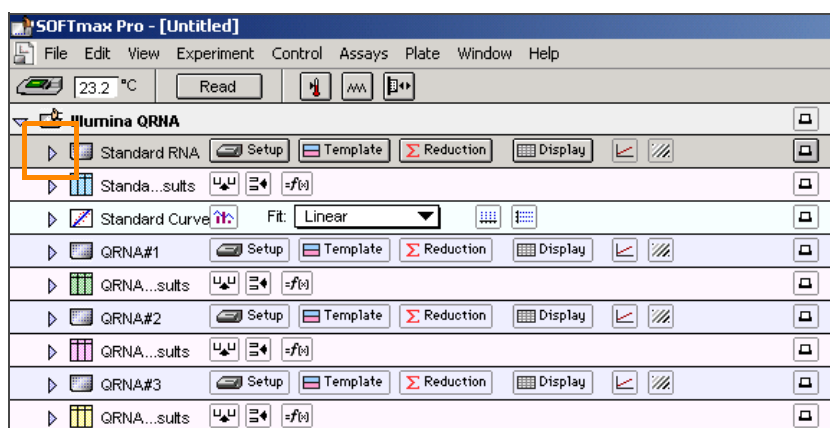 SOFTmax Pro - [Untitled]
File Edit View Experiment Control Assays Plate Window Help
23.2 °C Read
Illumina QRNA
Standard RNA Setup Template Σ Reduction Display
Standa...sults =f(x)
Standard Curve Fit: Linear
QRNA#1 Setup Template Σ Reduction Display
QRNA...sults =f(x)
QRNA#2 Setup Template Σ Reduction Display
QRNA...sults =f(x)
QRNA#3 Setup Template Σ Reduction Display
QRNA...sults =f(x)